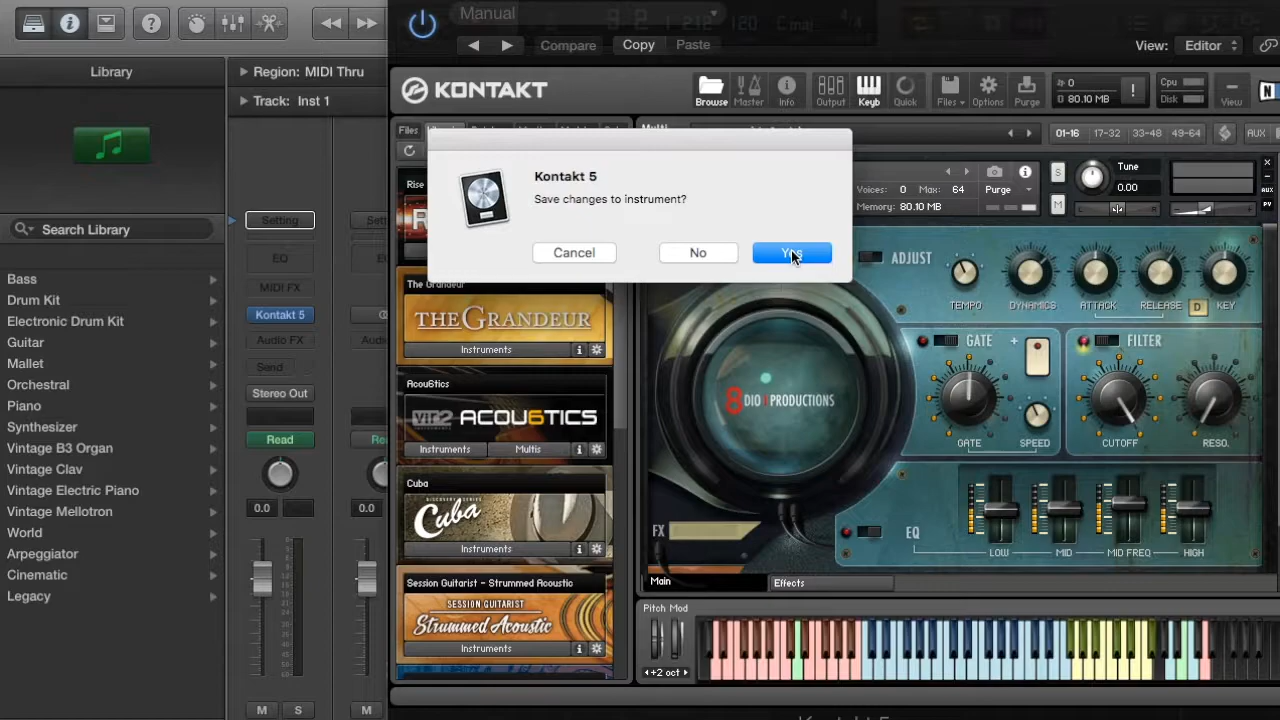 Manual
Compare
Copy
Paste
View:
Editor
Library
Region: MIDI Thru
Track: Inst 1
KONTAKT
Browse
Master
Info
Output
Keyb
Quick
Files
Options
Purge
0
80.10 MB
!
Cpu
Disk
View
Files
Multi
01-16
17-32
33-48
49-64
AUX
Kontakt 5
Save changes to instrument?
Cancel
No
Yes
Rise
Voices: 0 Max: 64
Purge
Memory: 80.10 MB
S
M
Tune
0.00
AUX
PV
Setting
Search Library
EQ
MIDI FX
Kontakt 5
Audio FX
Send
Stereo Out
Read
0.0
0.0
M
S
M
Bass
Drum Kit
Electronic Drum Kit
Guitar
Mallet
Orchestral
Piano
Synthesizer
Vintage B3 Organ
Vintage Clav
Vintage Electric Piano
Vintage Mellotron
World
Arpeggiator
Cinematic
Legacy
The Grandeur
THE GRANDEUR
Instruments
Acou6tics
VIR2 ACOU6TICS
Instruments
Multis
Cuba
DISCOVERY SERIES
Cuba
Instruments
Session Guitarist - Strummed Acoustic
SESSION GUITARIST
Strummed Acoustic
Instruments
ADJUST
TEMPO
DYNAMICS
ATTACK
RELEASE
D
KEY
GATE
FILTER
8DIO PRODUCTIONS
GATE
SPEED
CUTOFF
RESO.
FX
EQ
LOW
MID
MID FREQ
HIGH
Main
Effects
Pitch Mod
+2 oct